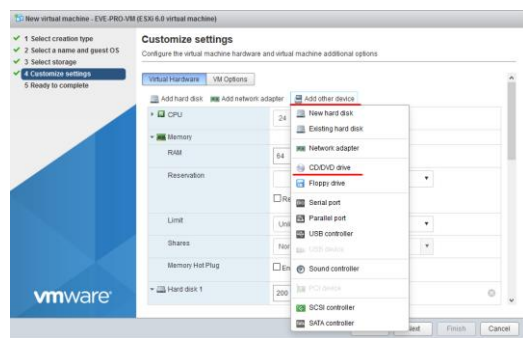 New virtual machine - EVE-PRO-VM (ESXi 6.0 virtual machine)
1 Select creation type
2 Select a name and guest OS
3 Select storage
4 Customize settings
5 Ready to complete
Customize settings
Configure the virtual machine hardware and virtual machine additional options
Virtual Hardware VM Options
Add hard disk Add network adapter Add other device
CPU 24
Memory
RAM 64
Reservation
Limit
Shares
Memory Hot Plug
Hard disk 1 200
New hard disk
Existing hard disk
Network adapter
CD/DVD drive
Floppy drive
Serial port
Parallel port
USB controller
USB device
Sound controller
PCI device
SCSI controller
SATA controller
vmware
Finish Cancel